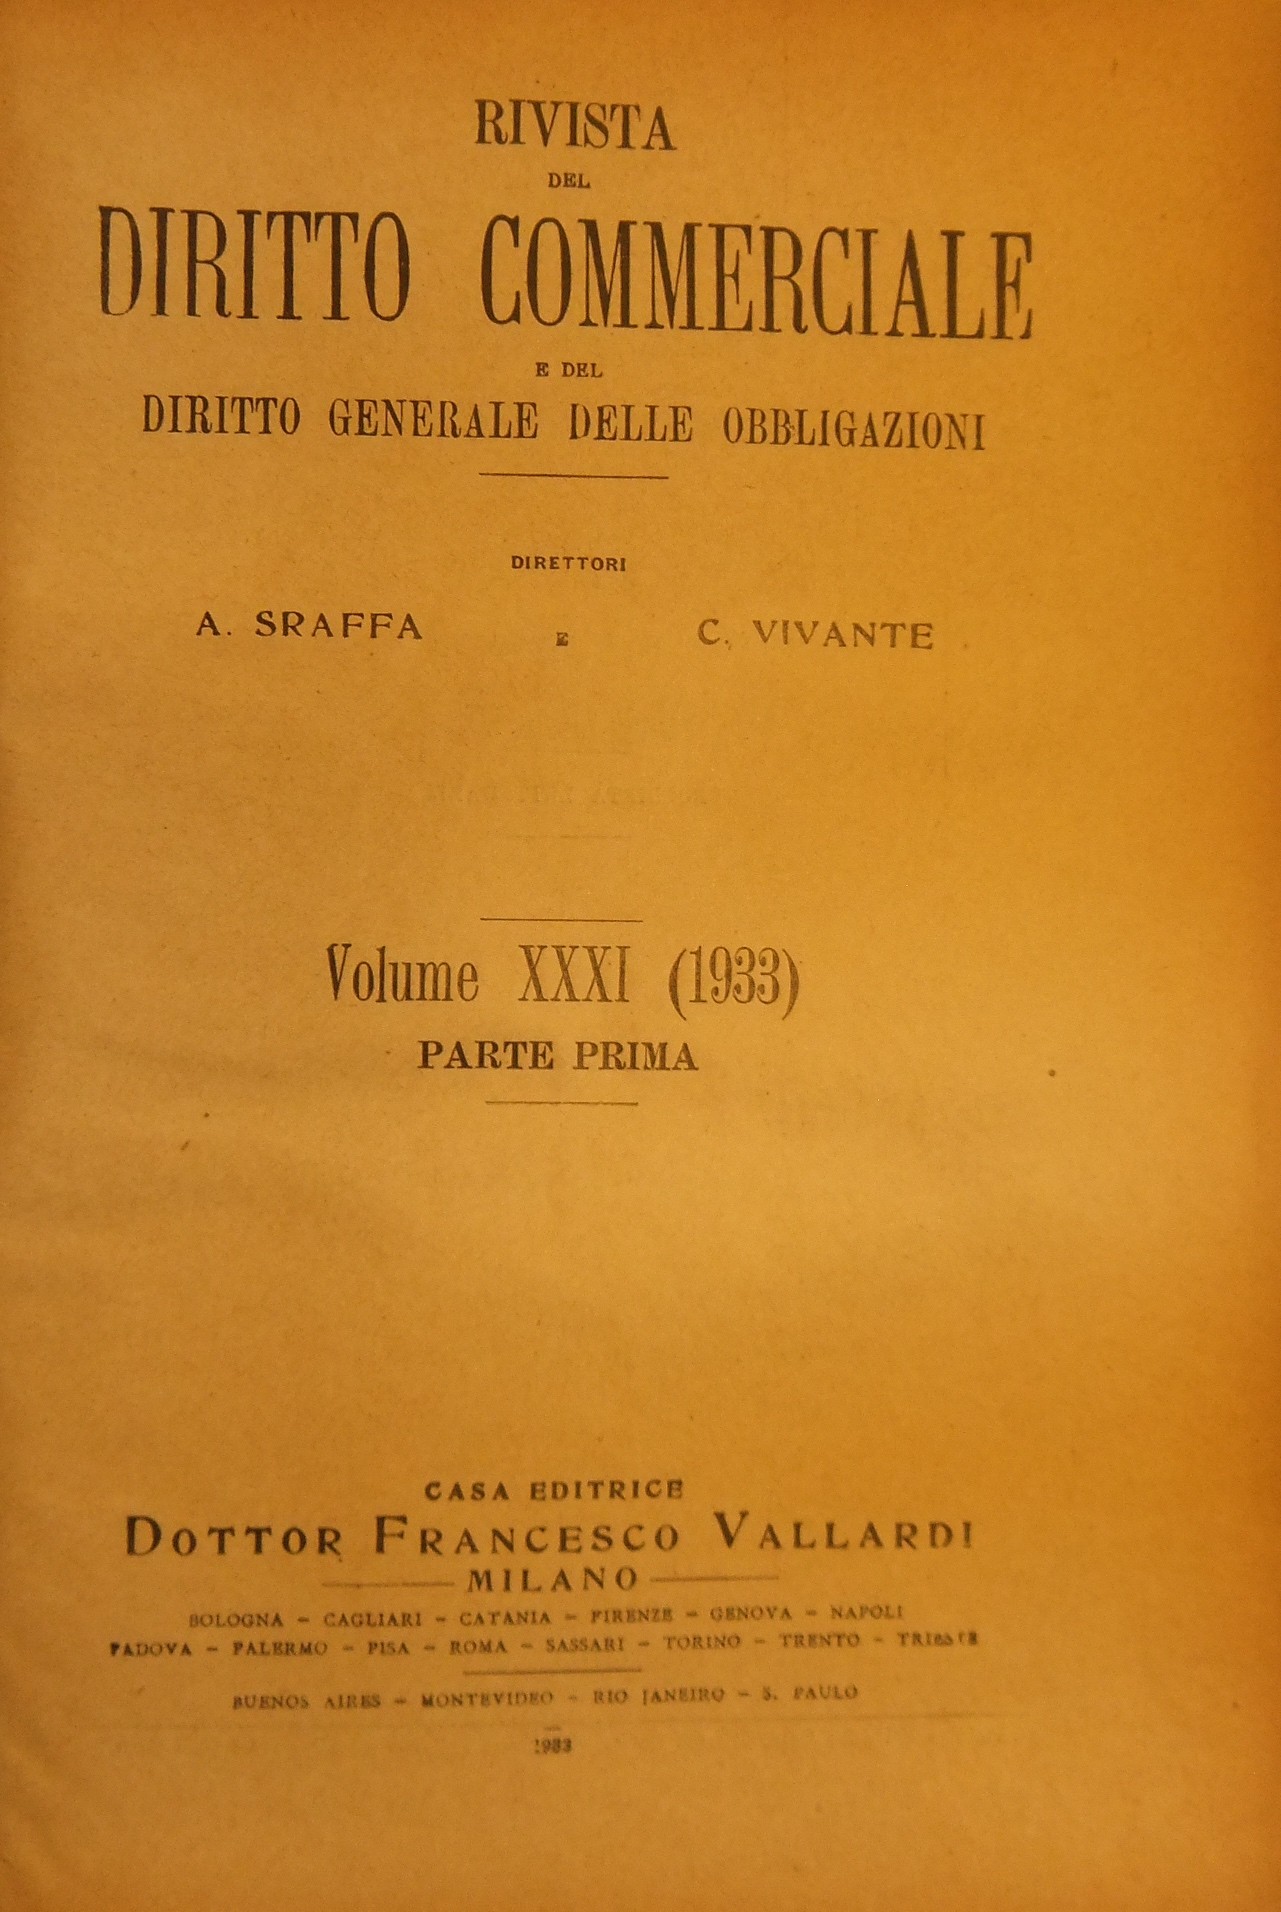 RIVISTA
DEL
DIRITTO COMMERCIALE
E DEL
DIRITTO GENERALE DELLE OBBLIGAZIONI
DIRETTORI
A. SRAFFA E C. VIVANTE
Volume XXXI (1933)
PARTE PRIMA
CASA EDITRICE
DOTTOR FRANCESCO VALLARDI
MILANO
BOLOGNA – CAGLIARI – CATANIA – FIRENZE – GENOVA – NAPOLI
PADOVA – PALERMO – PISA – ROMA – SASSARI – TORINO – TRENTO – TRIESTE
BUENOS AIRES – MONTEVIDEO – RIO JANEIRO – S. PAULO
1933